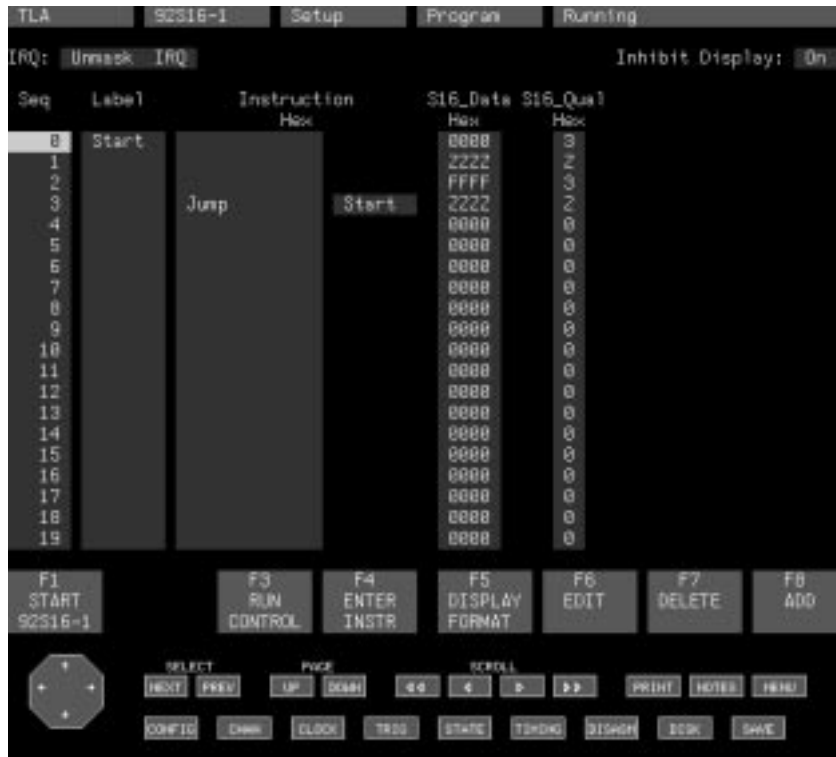 TLA 92S16-1 Setup Program Running
IRQ: Unmask IRQ Inhibit Display: On
Seq Label Instruction S16_Data S16_Qual
Hex Hex Hex
0 Start 0000 3
1 ZZZZ Z
2 FFFF 3
3 Jump Start ZZZZ Z
4 0000 0
5 0000 0
6 0000 0
7 0000 0
8 0000 0
9 0000 0
10 0000 0
11 0000 0
12 0000 0
13 0000 0
14 0000 0
15 0000 0
16 0000 0
17 0000 0
18 0000 0
19 0000 0
F1 F3 F4 F5 F6 F7 F8
START RUN ENTER DISPLAY EDIT DELETE ADD
92S16-1 CONTROL INSTR FORMAT
SELECT PAGE SCROLL
NEXT PREV UP DOWN PRINT NOTES MENU
CONFIG CHAN CLOCK TRIG STATE TIMING DISASM DISK SAVE